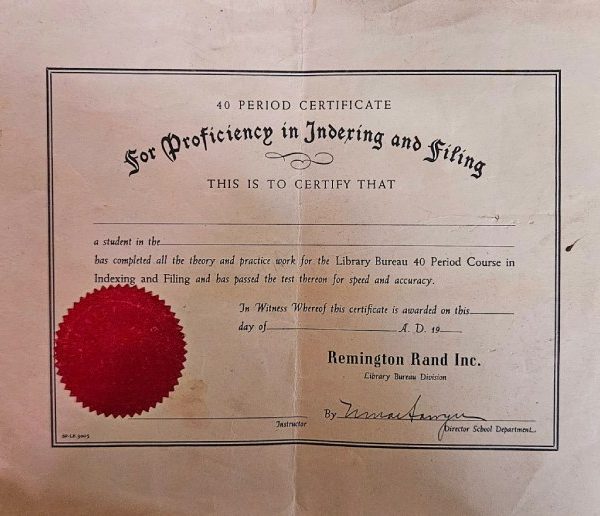 40 PERIOD CERTIFICATE
For Proficiency in Indexing and Filing
THIS IS TO CERTIFY THAT
a student in the
has completed all the theory and practice work for the Library Bureau 40 Period Course in
Indexing and Filing and has passed the test thereon for speed and accuracy.
In Witness Whereof this certificate is awarded on this
day of A. D. 19
Remington Rand Inc.
Library Bureau Division
By
Instructor
Director School Department